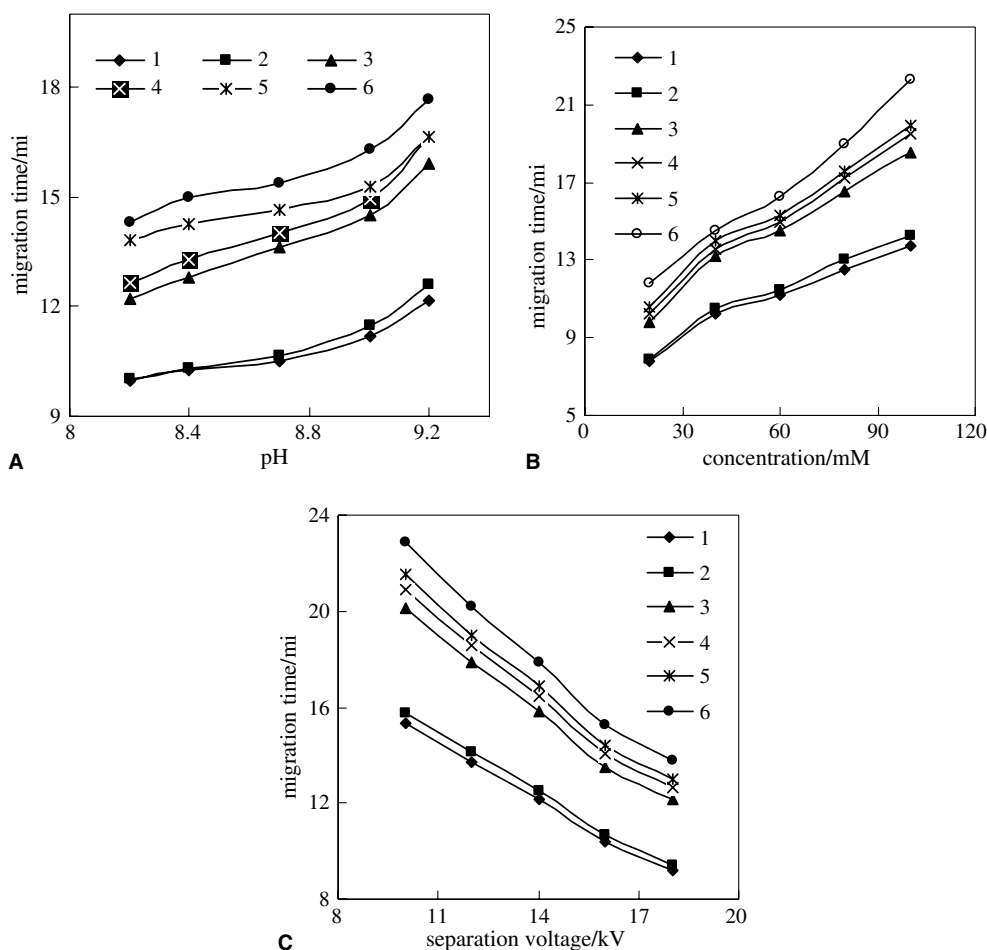 1 2 3
4 5 6
18
15
12
9
8 8.4 8.8 9.2
migration time/mi
pH
A
25
21
17
13
9
5
0 30 60 90 120
1
2
3
4
5
6
migration time/mi
concentration/mM
B
24
20
16
12
8
8 11 14 17 20
1
2
3
4
5
6
migration time/mi
separation voltage/kV
C